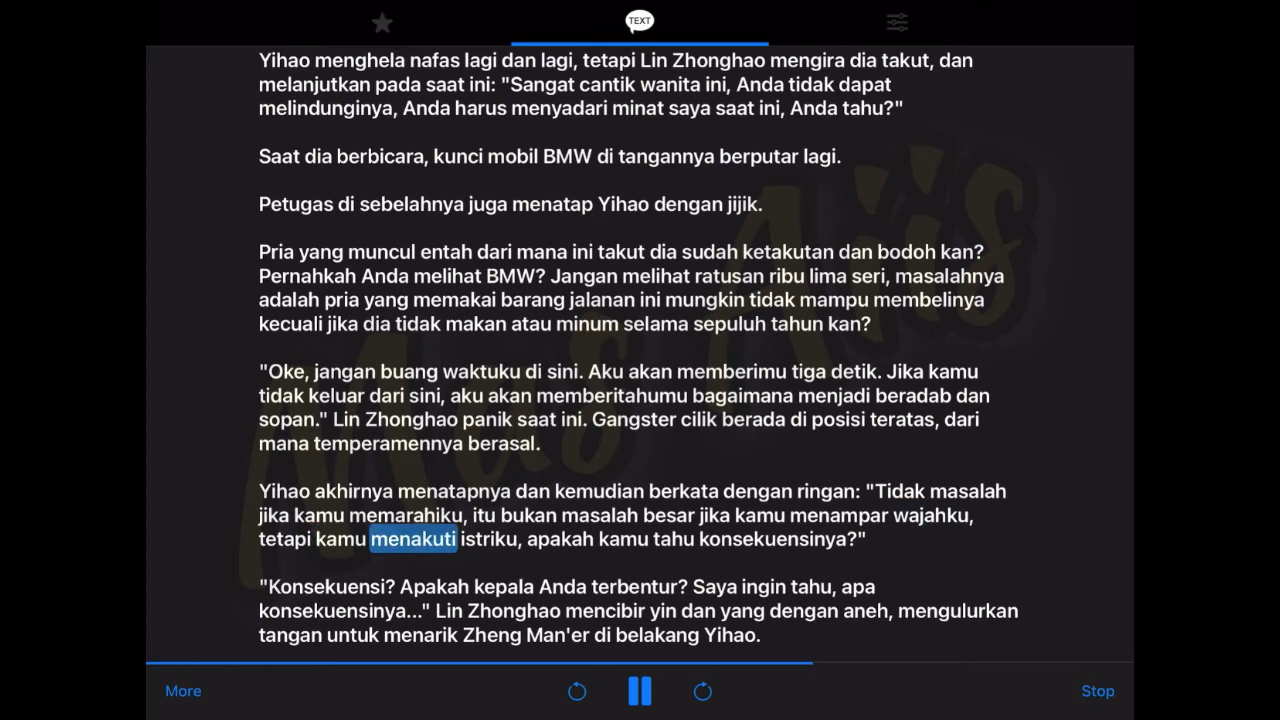 TEXT
Yihao menghela nafas lagi dan lagi, tetapi Lin Zhonghao mengira dia takut, dan
melanjutkan pada saat ini: "Sangat cantik wanita ini, Anda tidak dapat
melindunginya, Anda harus menyadari minat saya saat ini, Anda tahu?"
Saat dia berbicara, kunci mobil BMW di tangannya berputar lagi.
Petugas di sebelahnya juga menatap Yihao dengan jijik.
Pria yang muncul entah dari mana ini takut dia sudah ketakutan dan bodoh kan?
Pernahkah Anda melihat BMW? Jangan melihat ratusan ribu lima seri, masalahnya
adalah pria yang memakai barang jalanan ini mungkin tidak mampu membelinya
kecuali jika dia tidak makan atau minum selama sepuluh tahun kan?
"Oke, jangan buang waktuku di sini. Aku akan memberimu tiga detik. Jika kamu
tidak keluar dari sini, aku akan memberitahumu bagaimana menjadi beradab dan
sopan." Lin Zhonghao panik saat ini. Gangster cilik berada di posisi teratas, dari
mana temperamennya berasal.
Yihao akhirnya menatapnya dan kemudian berkata dengan ringan: "Tidak masalah
jika kamu memarahiku, itu bukan masalah besar jika kamu menampar wajahku,
tetapi kamu menakuti istriku, apakah kamu tahu konsekuensinya?"
"Konsekuensi? Apakah kepala Anda terbentur? Saya ingin tahu, apa
konsekuensinya..." Lin Zhonghao mencibir yin dan yang dengan aneh, mengulurkan
tangan untuk menarik Zheng Man'er di belakang Yihao.
Mas Aris
More
Stop